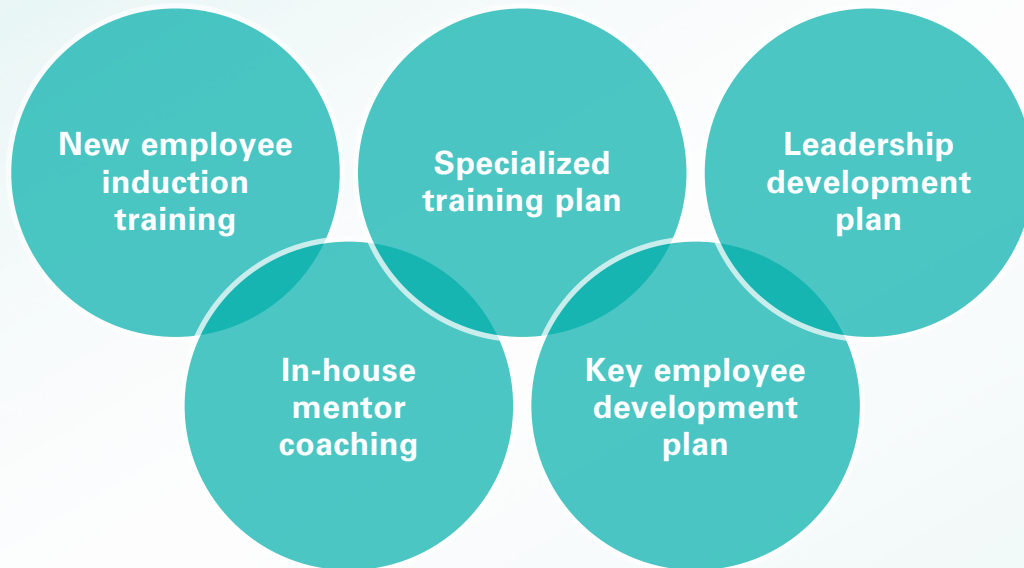 New employee
induction
training
Specialized
training plan
Leadership
development
plan
In-house
mentor
coaching
Key employee
development
plan